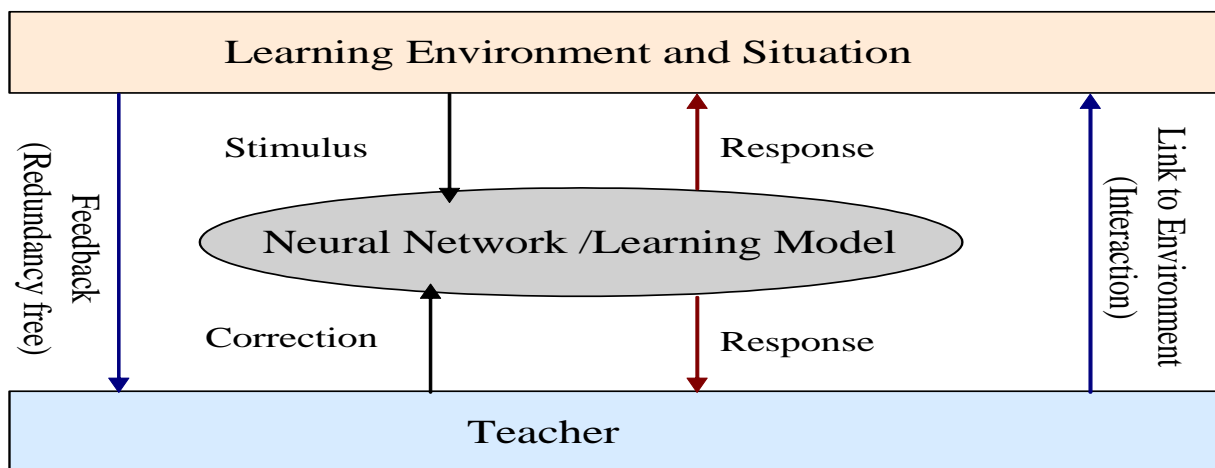 Learning Environment and Situation
Stimulus
Response
Feedback
(Redundancy free)
Link to Environment
(Interaction)
Neural Network /Learning Model
Correction
Response
Teacher